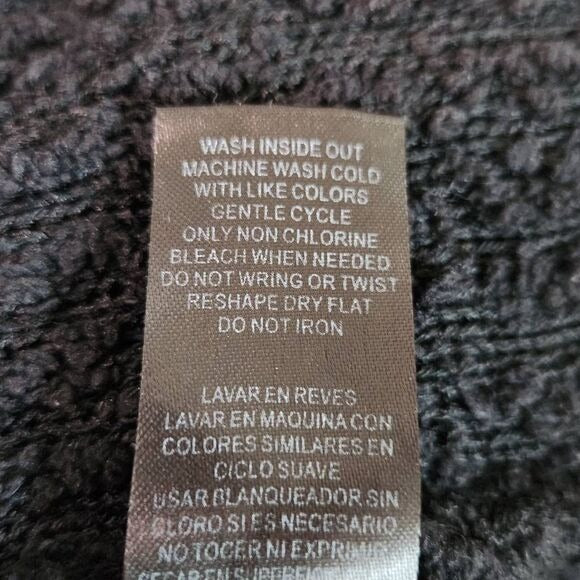 WASH INSIDE OUT
MACHINE WASH COLD
WITH LIKE COLORS
GENTLE CYCLE
ONLY NON CHLORINE
BLEACH WHEN NEEDED
DO NOT WRING OR TWIST
RESHAPE DRY FLAT
DO NOT IRON
LAVAR EN REVES
LAVAR EN MAQUINA CON
COLORES SIMILARES EN
CICLO SUAVE
USAR BLANQUEADOR SIN
CLORO SI ES NECESARIO
NO TOCER NI EXPRIMIR
SECAR EN